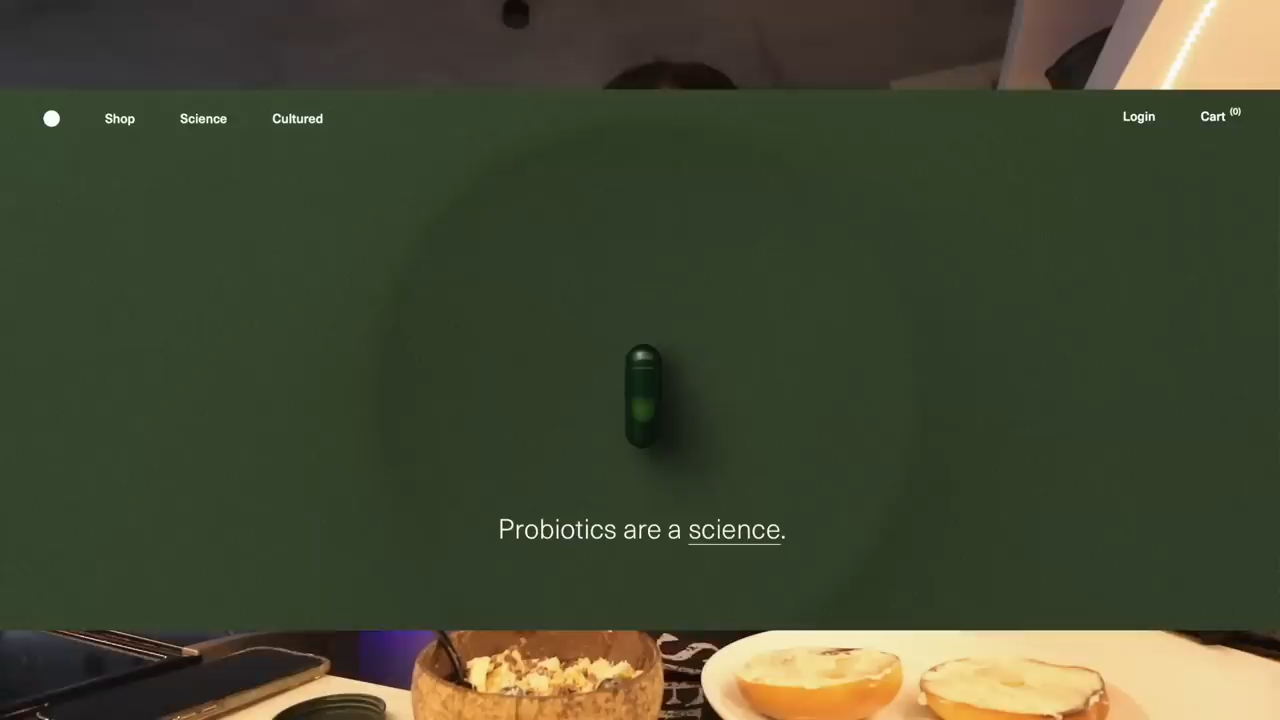 Shop Science Cultured
Login Cart (0)
Probiotics are a science.